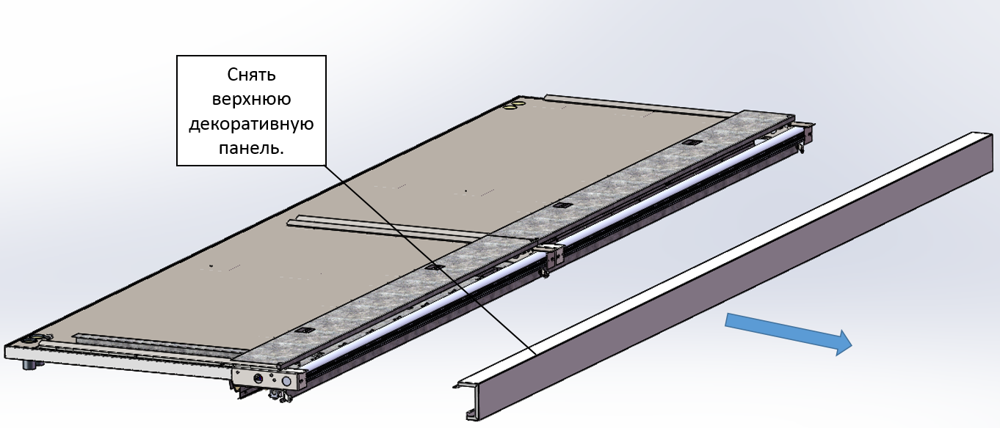 Снять
верхнюю
декоративную
панель.